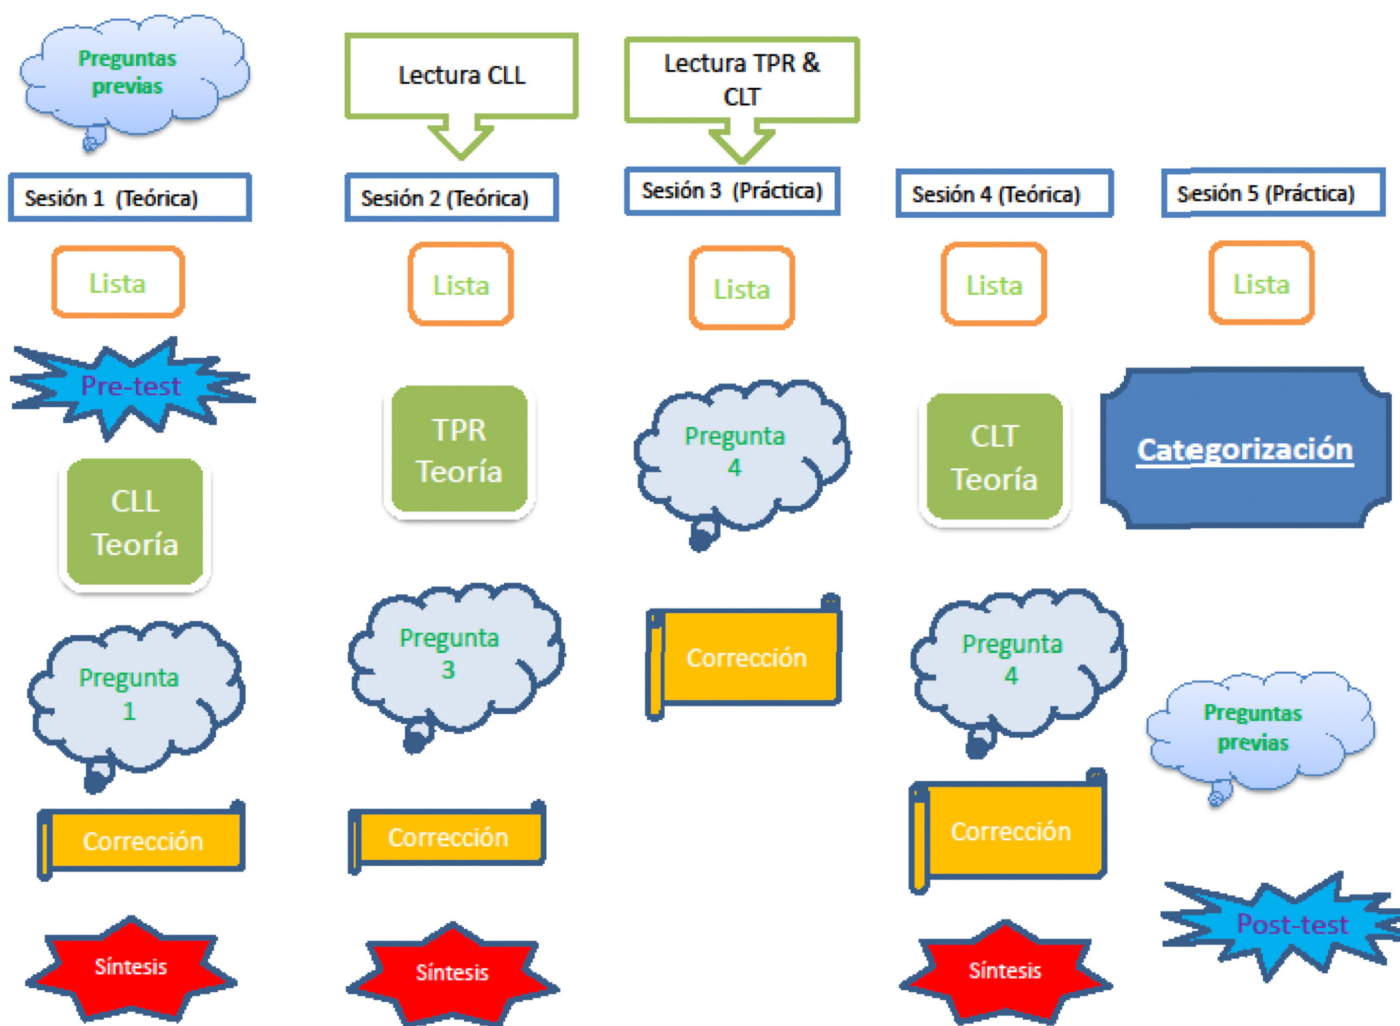 Preguntas
previas
Lectura CLL
Lectura TPR &
CLT
Sesión 1 (Teórica)
Sesión 2 (Teórica)
Sesión 3 (Práctica)
Sesión 4 (Teórica)
Sesión 5 (Práctica)
Lista
Lista
Lista
Lista
Lista
Pre-test
CLL
Teoría
Pregunta
1
Corrección
Síntesis
TPR
Teoría
Pregunta
3
Corrección
Síntesis
Pregunta
4
Corrección
CLT
Teoría
Pregunta
4
Corrección
Síntesis
Categorización
Preguntas
previas
Post-test